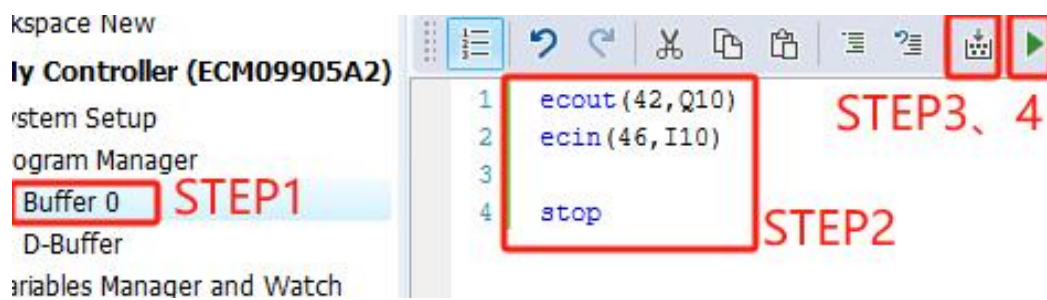 kspace New
ly Controller (ECM09905A2)
stem Setup
ogram Manager
Buffer 0
STEP1
D-Buffer
ariables Manager and Watch
1 ecout(42,Q10)
2 ecin(46,I10)
3
4 stop
STEP3、4
STEP2